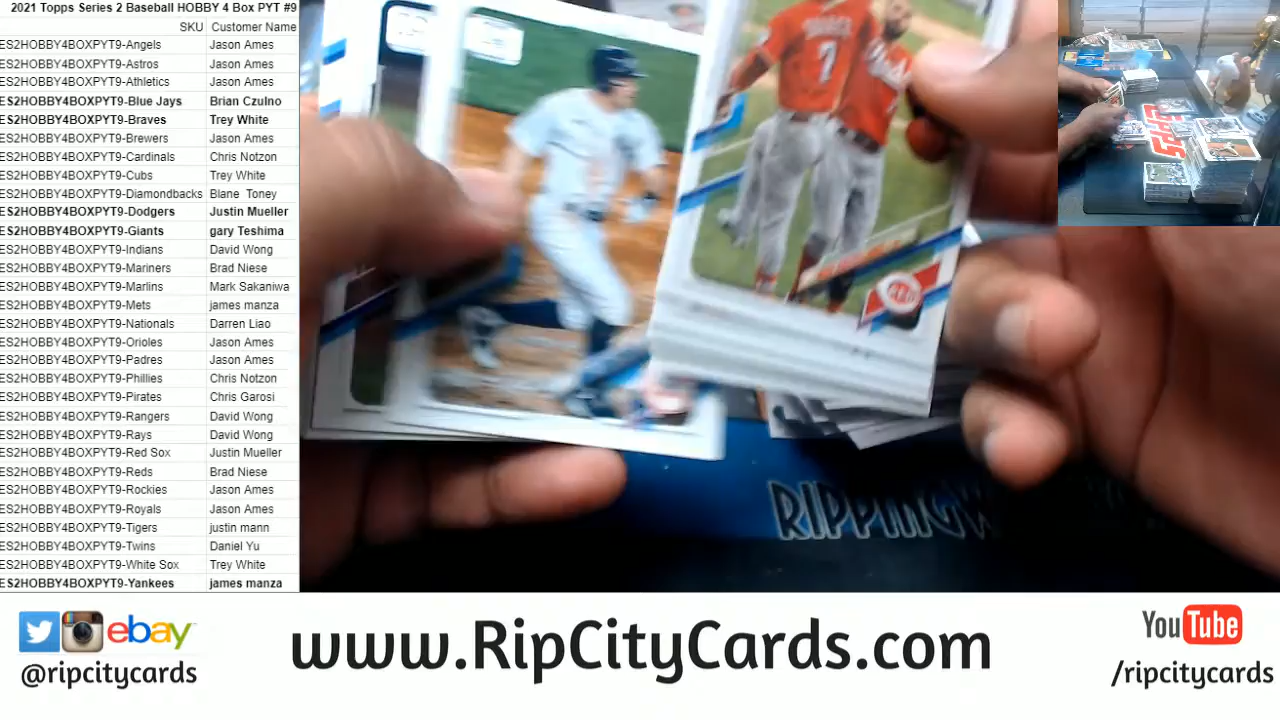 2021 Topps Series 2 Baseball HOBBY 4 Box PYT #9
SKU Customer Name
ES2HOBBY4BOXPYT9-Angels Jason Ames
ES2HOBBY4BOXPYT9-Astros Jason Ames
ES2HOBBY4BOXPYT9-Athletics Jason Ames
ES2HOBBY4BOXPYT9-Blue Jays Brian Czulno
ES2HOBBY4BOXPYT9-Braves Trey White
ES2HOBBY4BOXPYT9-Brewers Jason Ames
ES2HOBBY4BOXPYT9-Cardinals Chris Notzon
ES2HOBBY4BOXPYT9-Cubs Trey White
ES2HOBBY4BOXPYT9-Diamondbacks Blane Toney
ES2HOBBY4BOXPYT9-Dodgers Justin Mueller
ES2HOBBY4BOXPYT9-Giants gary Teshima
ES2HOBBY4BOXPYT9-Indians David Wong
ES2HOBBY4BOXPYT9-Mariners Brad Niese
ES2HOBBY4BOXPYT9-Marlins Mark Sakaniwa
ES2HOBBY4BOXPYT9-Mets james manza
ES2HOBBY4BOXPYT9-Nationals Darren Liao
ES2HOBBY4BOXPYT9-Orioles Jason Ames
ES2HOBBY4BOXPYT9-Padres Jason Ames
ES2HOBBY4BOXPYT9-Phillies Chris Notzon
ES2HOBBY4BOXPYT9-Pirates Chris Garosi
ES2HOBBY4BOXPYT9-Rangers David Wong
ES2HOBBY4BOXPYT9-Rays David Wong
ES2HOBBY4BOXPYT9-Red Sox Justin Mueller
ES2HOBBY4BOXPYT9-Reds Brad Niese
ES2HOBBY4BOXPYT9-Rockies Jason Ames
ES2HOBBY4BOXPYT9-Royals Jason Ames
ES2HOBBY4BOXPYT9-Tigers justin mann
ES2HOBBY4BOXPYT9-Twins Daniel Yu
ES2HOBBY4BOXPYT9-White Sox Trey White
ES2HOBBY4BOXPYT9-Yankees james manza
7
RIPPINGW
TOPPS
ebay
@ripcitycards
www.RipCityCards.com
YouTube
/ripcitycards